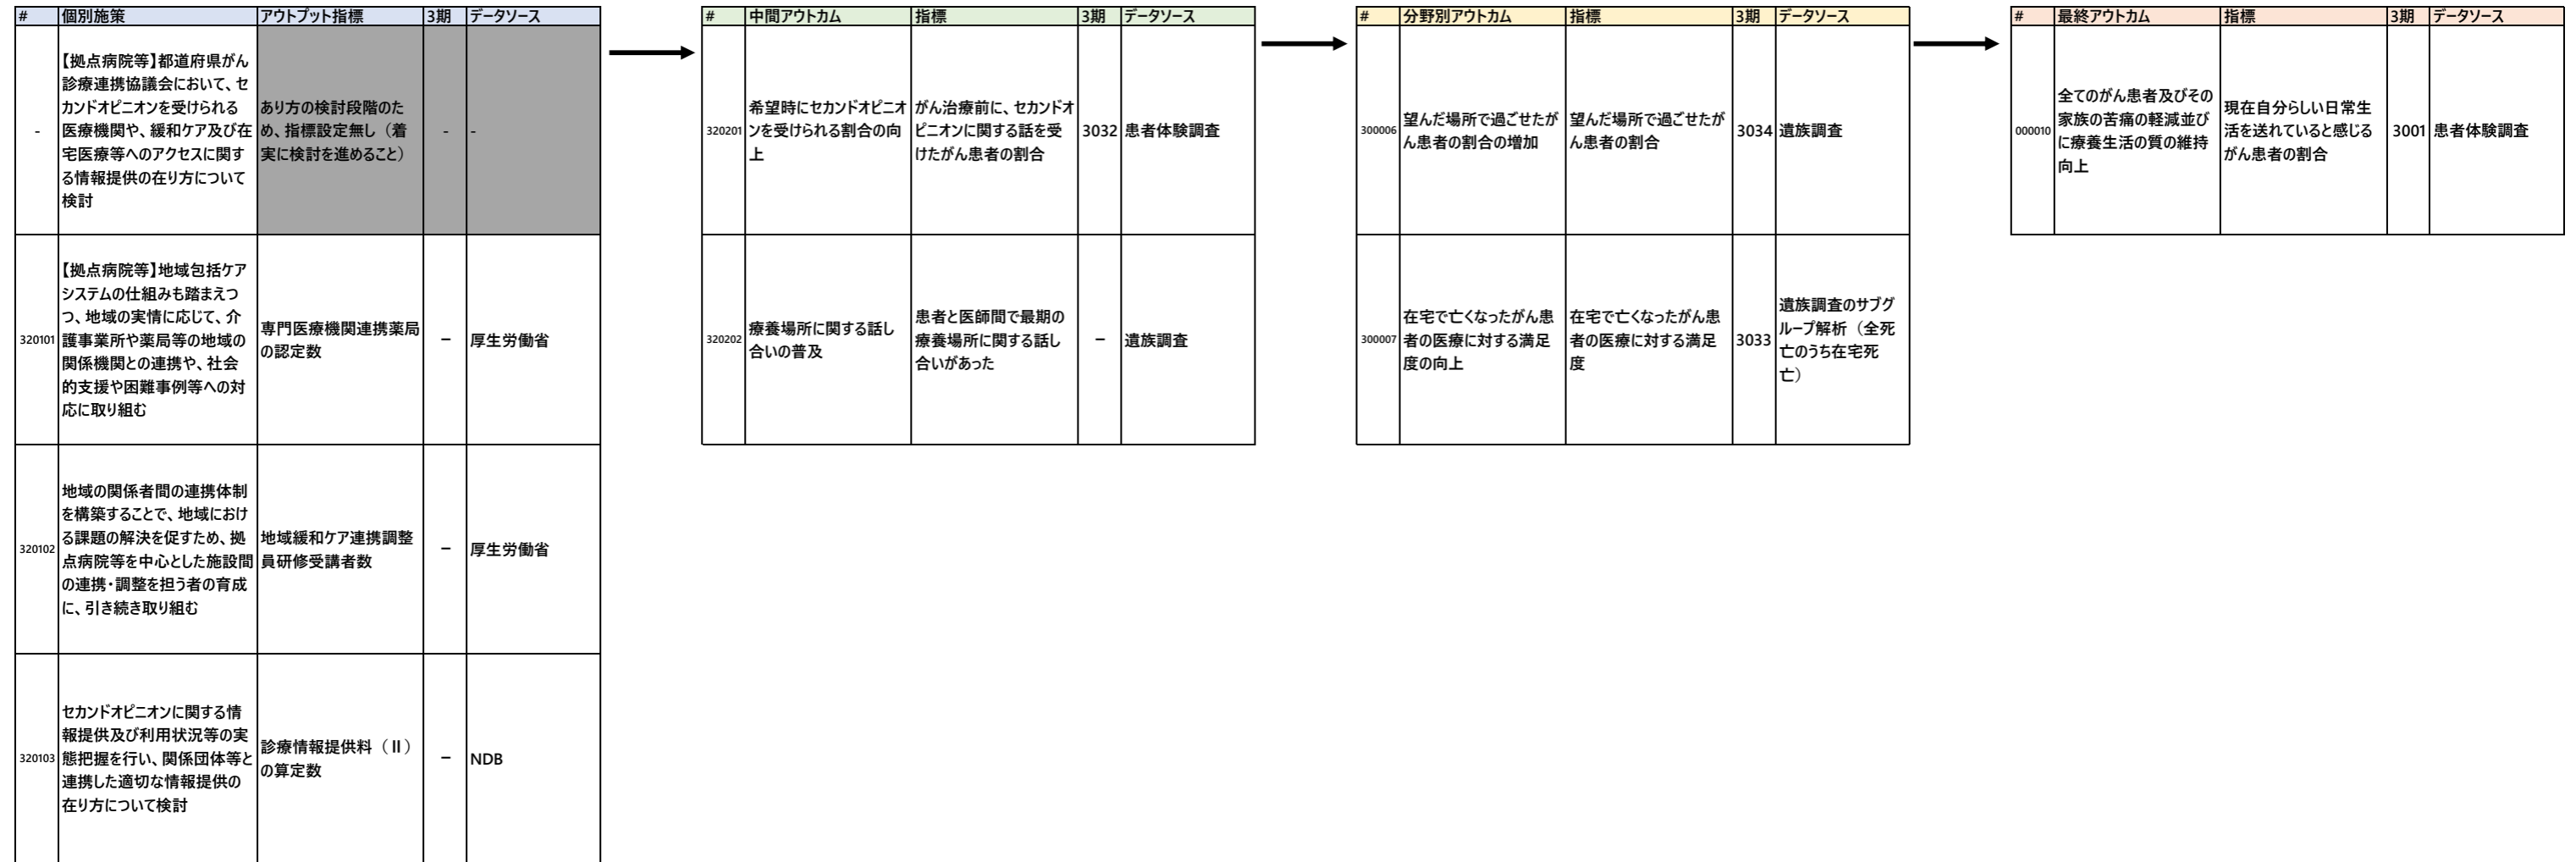 # 個別施策 アウトプット指標 3期 データソース
-
【拠点病院等】都道府県がん
診療連携協議会において、セ
カンドオピニオンを受けられる
医療機関や、緩和ケア及び在
宅医療等へのアクセスに関す
る情報提供の在り方について
検討
あり方の検討段階のた
め、指標設定無し（着
実に検討を進めること）
-
-
320101
【拠点病院等】地域包括ケア
システムの仕組みも踏まえつ
つ、地域の実情に応じて、介
護事業所や薬局等の地域の
関係機関との連携や、社会
的支援や困難事例等への対
応に取り組む
専門医療機関連携薬局
の認定数
−
厚生労働省
320102
地域の関係者間の連携体制
を構築することで、地域におけ
る課題の解決を促すため、拠
点病院等を中心とした施設間
の連携・調整を担う者の育成
に、引き続き取り組む
地域緩和ケア連携調整
員研修受講者数
−
厚生労働省
320103
セカンドオピニオンに関する情
報提供及び利用状況等の実
態把握を行い、関係団体等と
連携した適切な情報提供の
在り方について検討
診療情報提供料（Ⅱ）
の算定数
−
NDB
# 中間アウトカム 指標 3期 データソース
320201
希望時にセカンドオピニオ
ンを受けられる割合の向
上
がん治療前に、セカンドオ
ピニオンに関する話を受
けたがん患者の割合
3032
患者体験調査
320202
療養場所に関する話し
合いの普及
患者と医師間で最期の
療養場所に関する話し
合いがあった
−
遺族調査
# 分野別アウトカム 指標 3期 データソース
300006
望んだ場所で過ごせたが
ん患者の割合の増加
望んだ場所で過ごせたが
ん患者の割合
3034
遺族調査
300007
在宅で亡くなったがん患
者の医療に対する満足
度の向上
在宅で亡くなったがん患
者の医療に対する満足
度
3033
遺族調査のサブグ
ループ解析（全死
亡のうち在宅死
亡）
# 最終アウトカム 指標 3期 データソース
000010
全てのがん患者及びその
家族の苦痛の軽減並び
に療養生活の質の維持
向上
現在自分らしい日常生
活を送れていると感じる
がん患者の割合
3001
患者体験調査